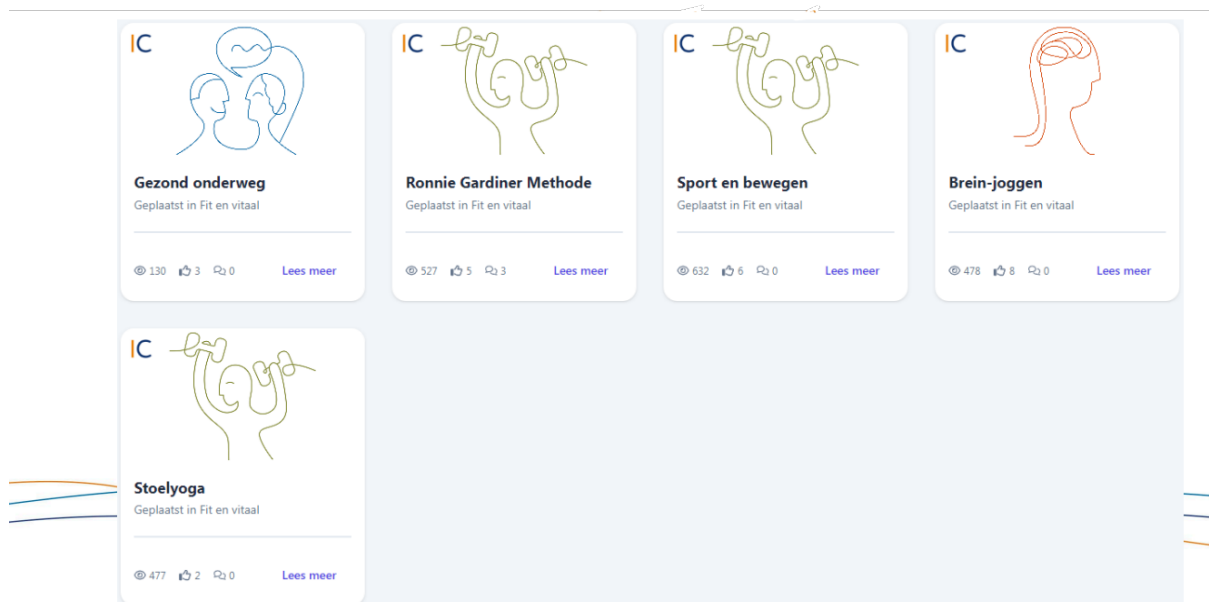 IC
Gezond onderweg
Geplaatst in Fit en vitaal
130 3 0 Lees meer
IC
Ronnie Gardiner Methode
Geplaatst in Fit en vitaal
527 5 3 Lees meer
IC
Sport en bewegen
Geplaatst in Fit en vitaal
632 6 0 Lees meer
IC
Brein-joggen
Geplaatst in Fit en vitaal
478 8 0 Lees meer
IC
Stoelyoga
Geplaatst in Fit en vitaal
477 2 0 Lees meer